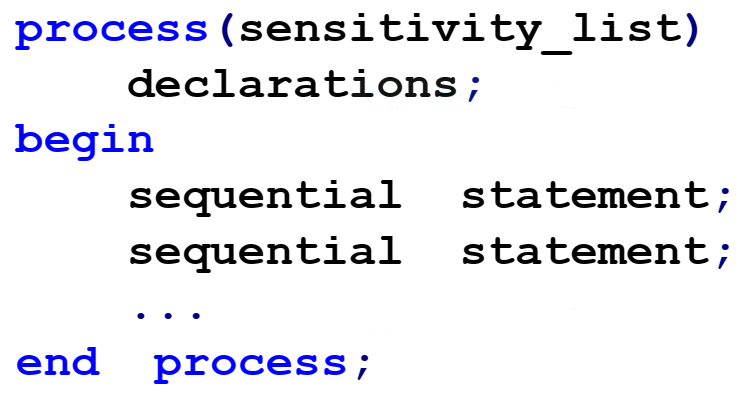 process(sensitivity_list)
    declarations;
begin
    sequential  statement;
    sequential  statement;
    ...
end  process;